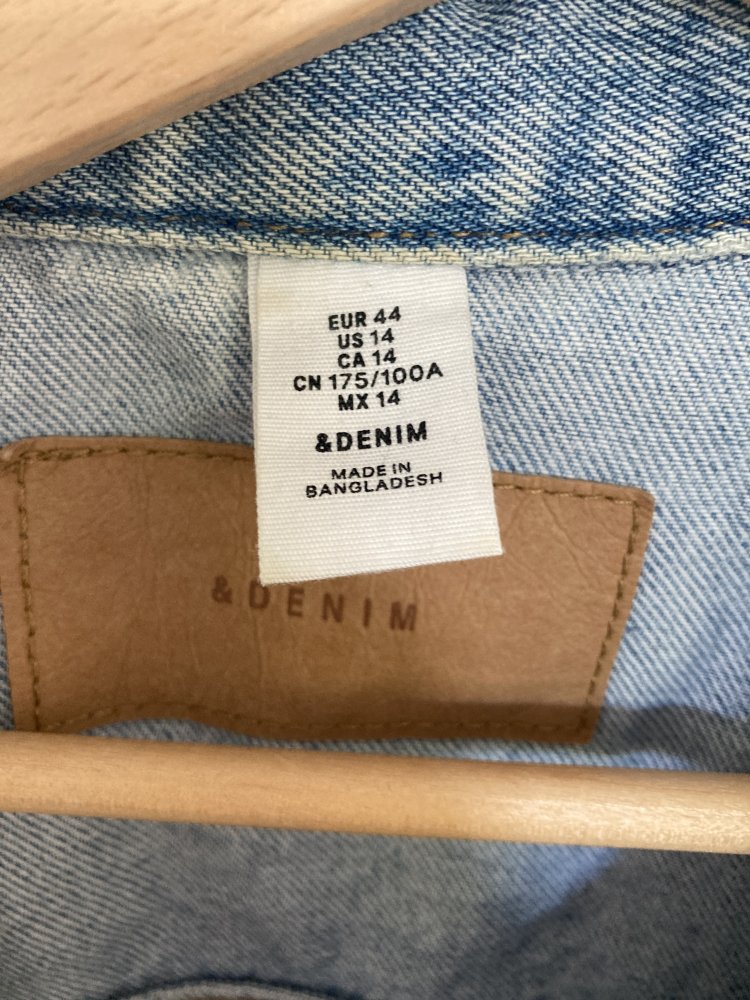 EUR 44
US 14
CA 14
CN 175/100A
MX 14
&DENIM
MADE IN
BANGLADESH
&DENIM